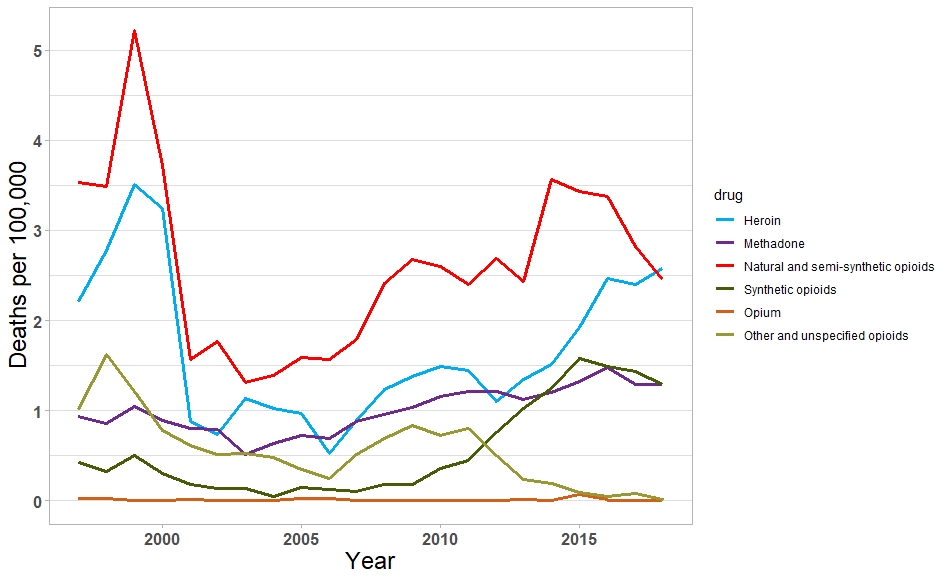 Deaths per 100,000
5
4
3
2
1
0
2000
2005
2010
2015
Year
drug
Heroin
Methadone
Natural and semi-synthetic opioids
Synthetic opioids
Opium
Other and unspecified opioids